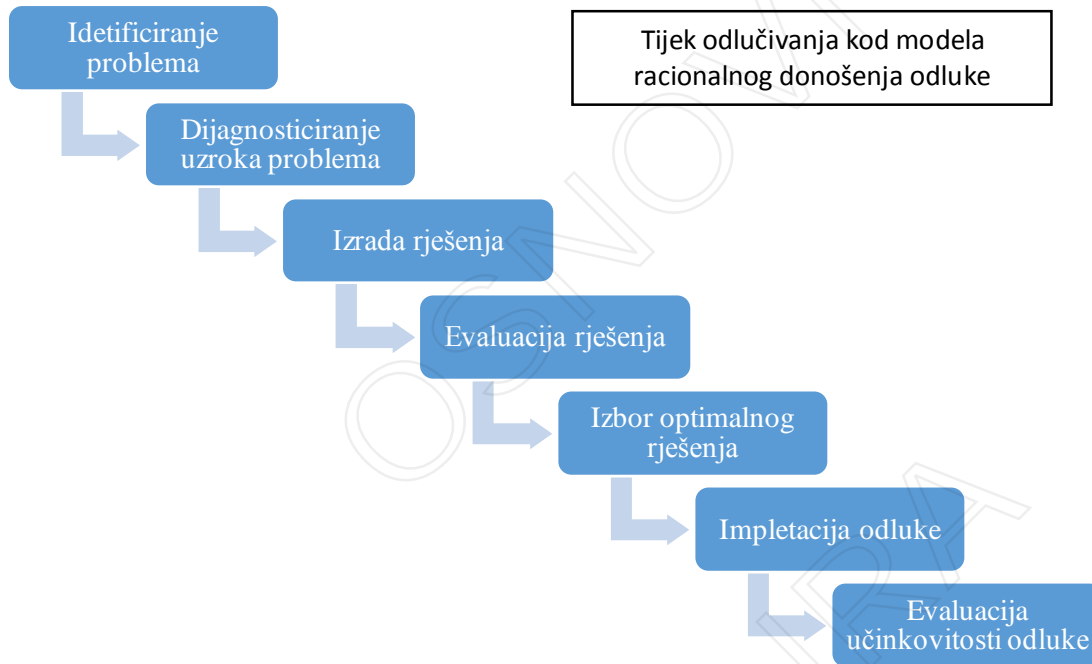 Idetificiranje
problema
Tijek odlučivanja kod modela
racionalnog donošenja odluke
Dijagnosticiranje
uzroka problema
Izrada rješenja
Evaluacija rješenja
Izbor optimalnog
rješenja
Impletacija odluke
Evaluacija
učinkovitosti odluke